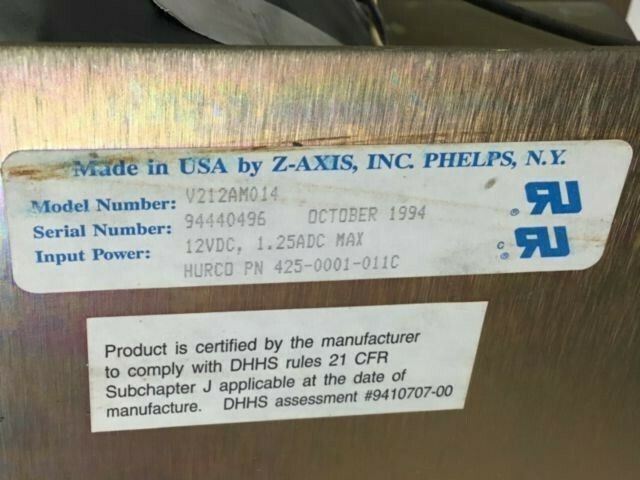 Made in USA by Z-AXIS, INC. PHELPS, N.Y.
Model Number: V212AM014
Serial Number: 94440496 OCTOBER 1994
Input Power: 12VDC, 1.25ADC MAX
HURCO PN 425-0001-011C
Product is certified by the manufacturer
to comply with DHHS rules 21 CFR
Subchapter J applicable at the date of
manufacture. DHHS assessment #9410707-00